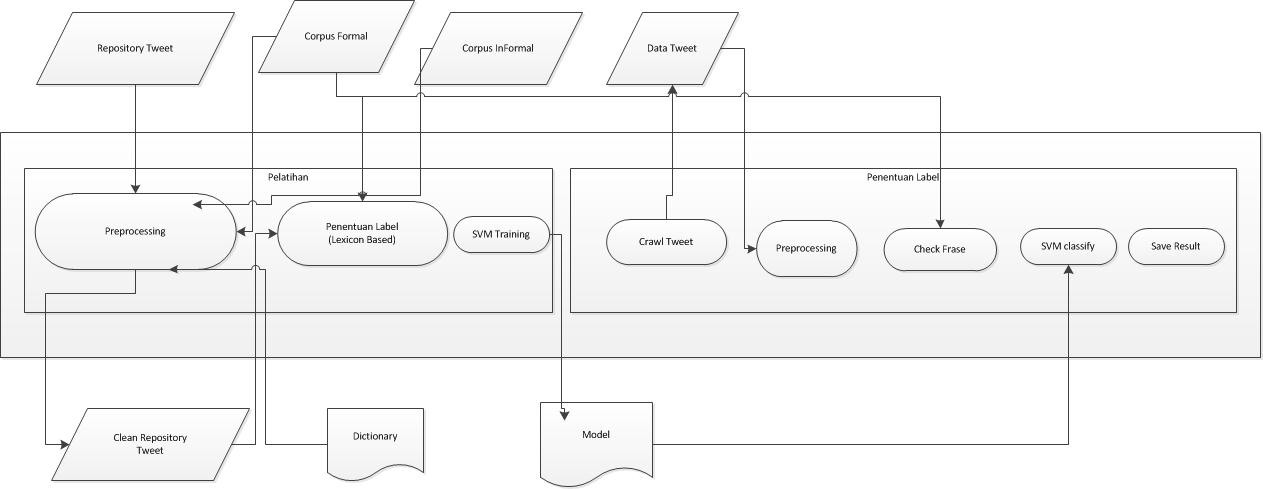 Repository Tweet
Corpus Formal
Corpus InFormal
Data Tweet
Pelatihan
Penentuan Label
Preprocessing
Penentuan Label
(Lexicon Based)
SVM Training
Crawl Tweet
Preprocessing
Check Frase
SVM classify
Save Result
Clean Repository
Tweet
Dictionary
Model